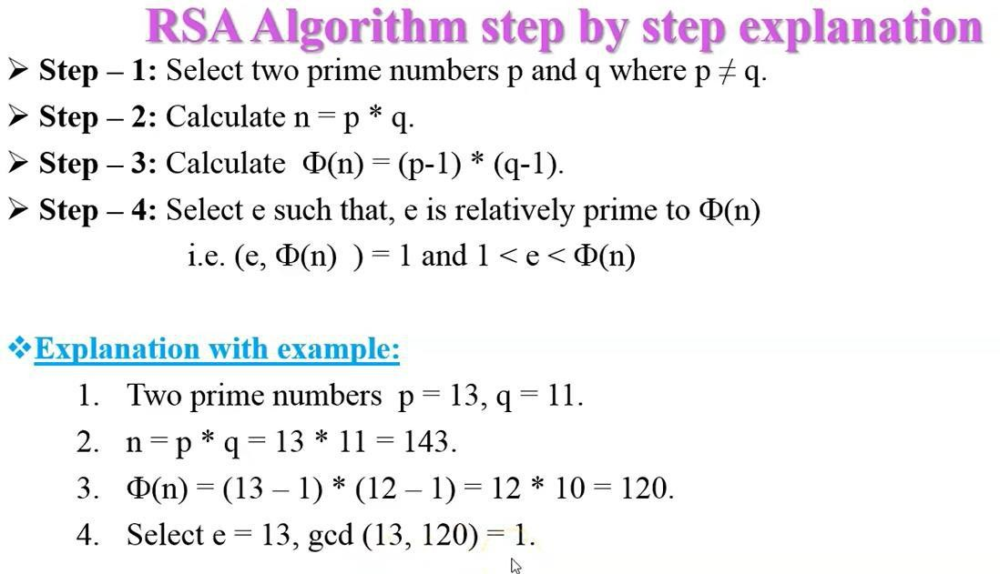 RSA Algorithm step by step explanation
➢ Step – 1: Select two prime numbers p and q where p ≠ q.
➢ Step – 2: Calculate n = p * q.
➢ Step – 3: Calculate Φ(n) = (p-1) * (q-1).
➢ Step – 4: Select e such that, e is relatively prime to Φ(n)
i.e. (e, Φ(n) ) = 1 and 1 < e < Φ(n)
❖Explanation with example:
1. Two prime numbers p = 13, q = 11.
2. n = p * q = 13 * 11 = 143.
3. Φ(n) = (13 – 1) * (12 – 1) = 12 * 10 = 120.
4. Select e = 13, gcd (13, 120) = 1.